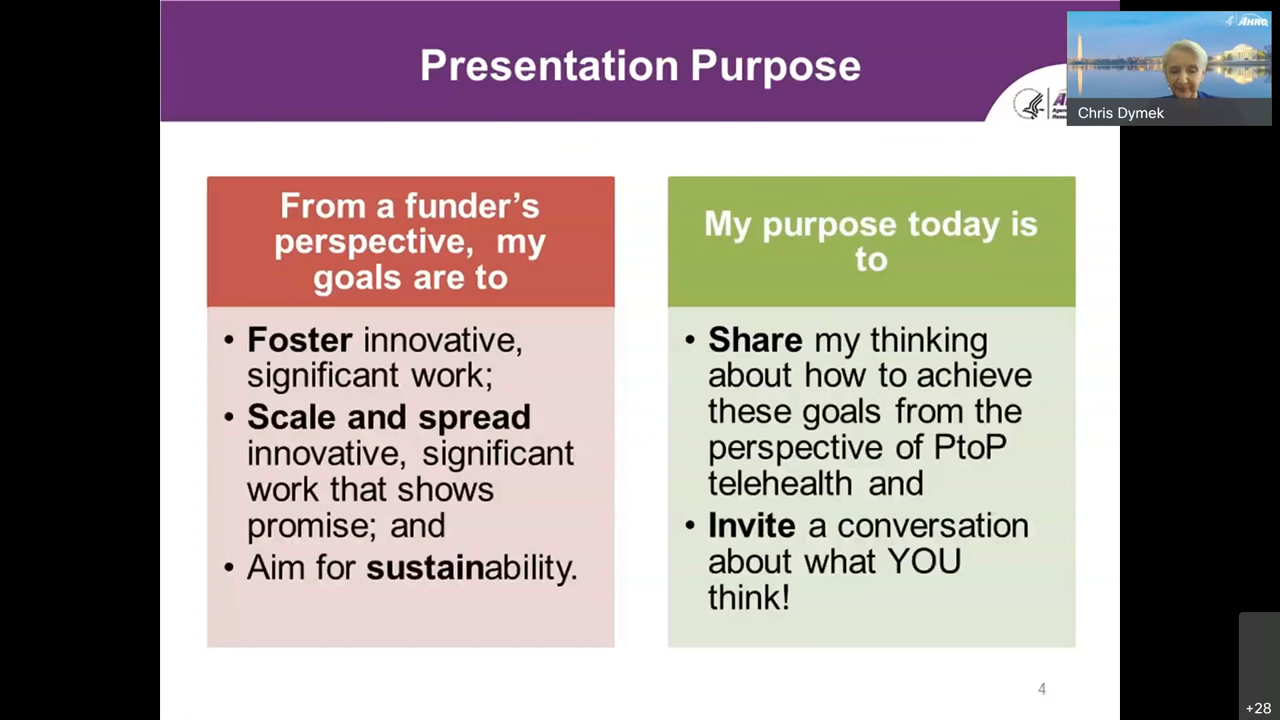 Presentation Purpose
AHRQ
Chris Dymek
From a funder's
perspective, my
goals are to
• Foster innovative,
significant work;
• Scale and spread
innovative, significant
work that shows
promise; and
• Aim for sustainability.
My purpose today is
to
• Share my thinking
about how to achieve
these goals from the
perspective of PtoP
telehealth and
• Invite a conversation
about what YOU
think!
4
+28